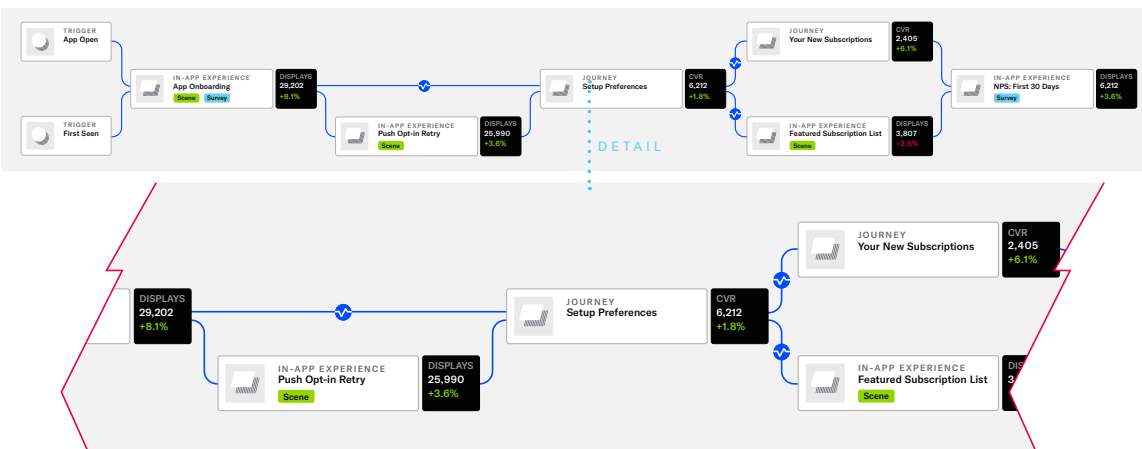 TRIGGER
App Open
TRIGGER
First Seen
IN-APP EXPERIENCE
App Onboarding
Scene
Survey
DISPLAYS
29,202
+8.1%
IN-APP EXPERIENCE
Push Opt-in Retry
Scene
DISPLAYS
25,990
+3.6%
JOURNEY
Setup Preferences
CVR
6,212
+1.8%
JOURNEY
Your New Subscriptions
CVR
2,405
+6.1%
IN-APP EXPERIENCE
Featured Subscription List
Scene
DISPLAYS
3,807
–2.5%
IN-APP EXPERIENCE
NPS: First 30 Days
Survey
DISPLAYS
6,212
+3.6%
DETAIL
DISPLAYS
29,202
+8.1%
IN-APP EXPERIENCE
Push Opt-in Retry
Scene
DISPLAYS
25,990
+3.6%
JOURNEY
Setup Preferences
CVR
6,212
+1.8%
JOURNEY
Your New Subscriptions
CVR
2,405
+6.1%
IN-APP EXPERIENCE
Featured Subscription List
Scene